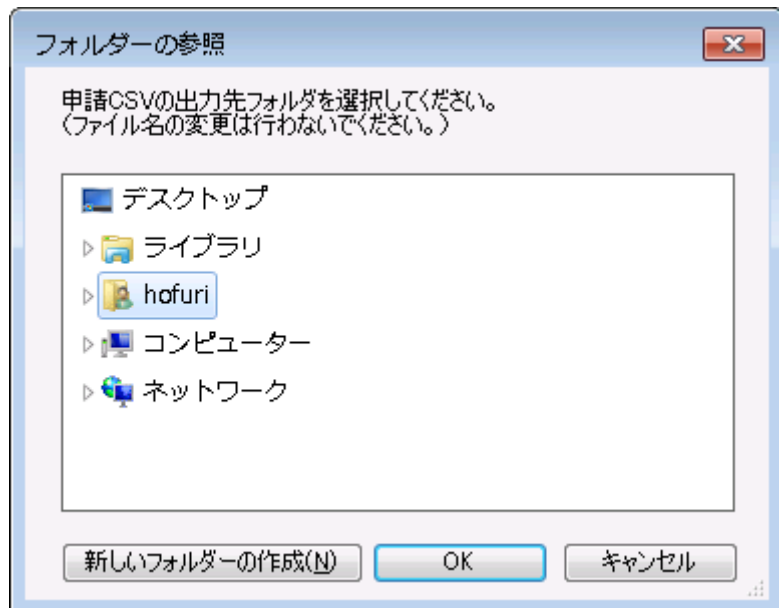 フォルダーの参照
申請CSVの出力先フォルダを選択してください。
(ファイル名の変更は行わないでください。)
デスクトップ
ライブラリ
hofuri
コンピューター
ネットワーク
新しいフォルダーの作成(N) OK キャンセル